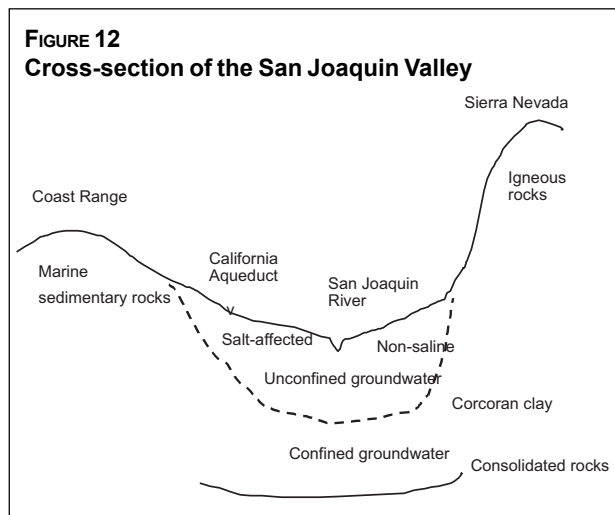 FIGURE 12
Cross-section of the San Joaquin Valley
Sierra Nevada
Igneous
rocks
Coast Range
California
Aqueduct
San Joaquin
River
Marine
sedimentary rocks
Salt-affected
Non-saline
Unconfined groundwater
Corcoran clay
Confined groundwater
Consolidated rocks